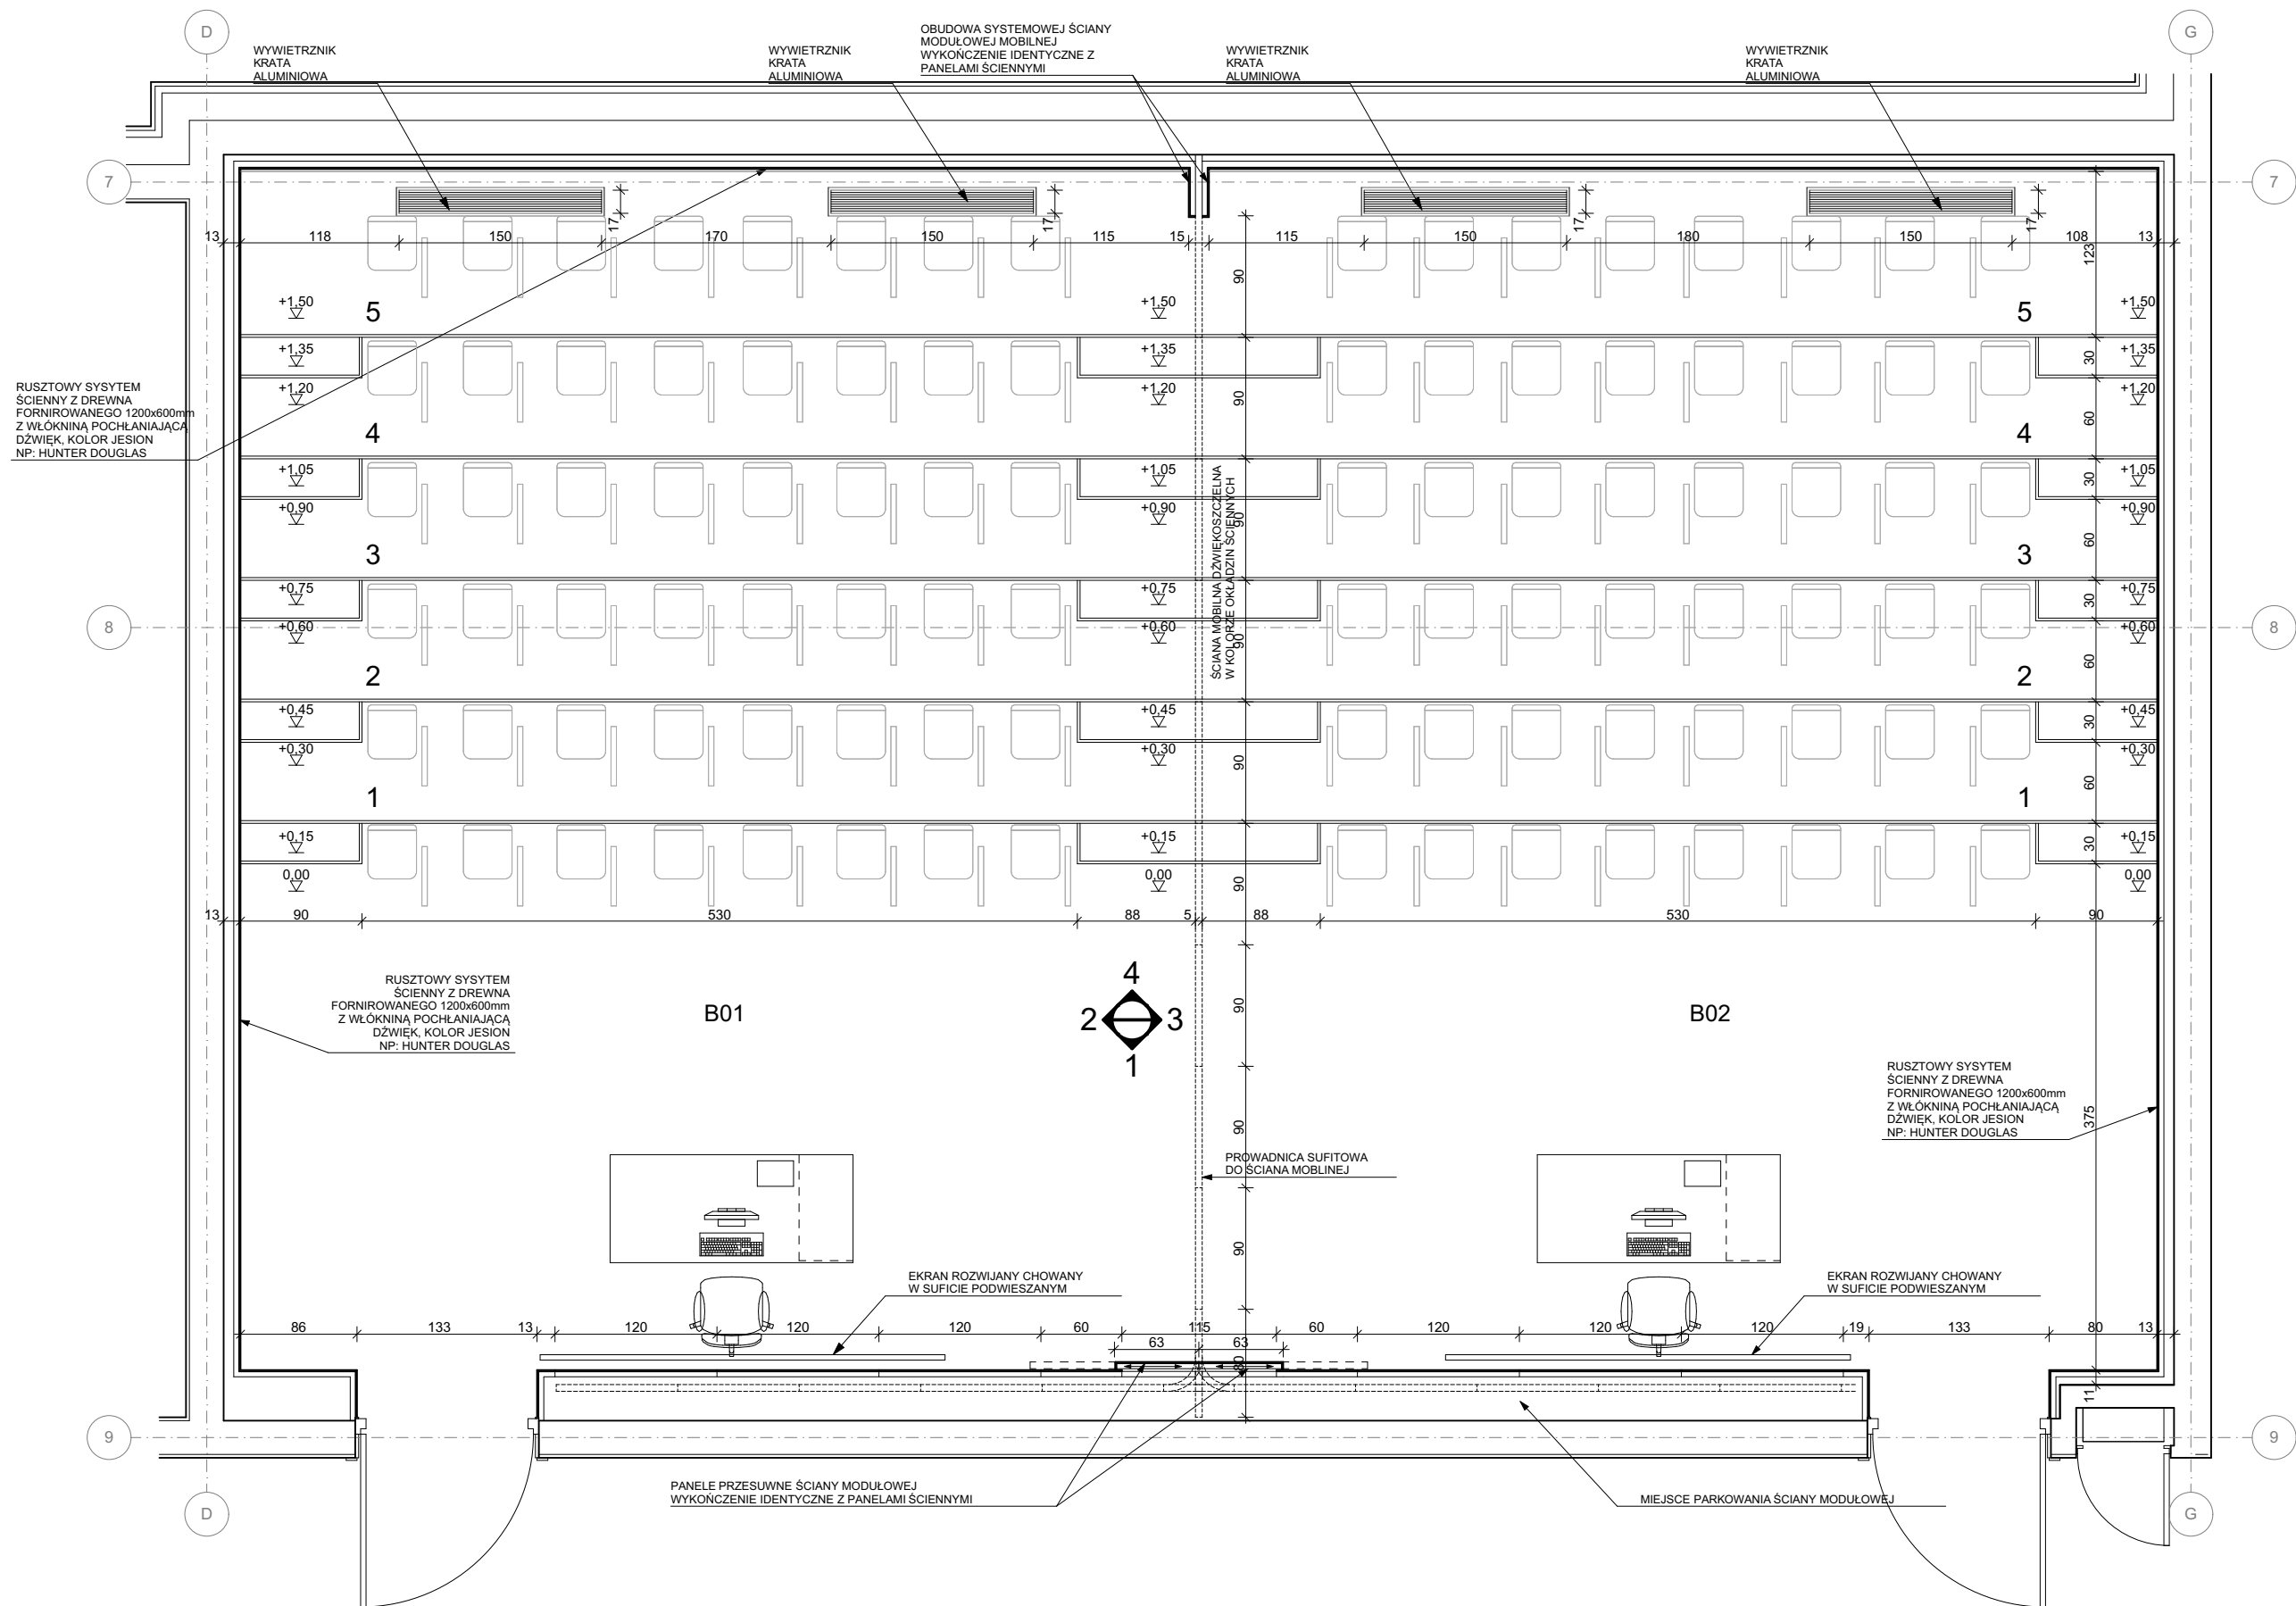 D
G
WYWIETRZNIK
KRATA
ALUMINIOWA
WYWIETRZNIK
KRATA
ALUMINIOWA
OBUDOWA SYSTEMOWEJ ŚCIANY
MODUŁOWEJ MOBILNEJ
WYKOŃCZENIE IDENTYCZNE Z
PANELAMI ŚCIENNYMI
WYWIETRZNIK
KRATA
ALUMINIOWA
WYWIETRZNIK
KRATA
ALUMINIOWA
7
7
17
17
17
17
13
118
150
170
150
115
15
115
150
180
150
108
13
123
90
+1,50
5
+1,50
5
+1,50
+1,35
+1,35
30
+1,35
RUSZTOWY SYSYTEM
ŚCIENNY Z DREWNA
FORNIROWANEGO 1200x600mm
Z WŁÓKNINĄ POCHŁANIAJĄCĄ
DŹWIĘK, KOLOR JESION
NP: HUNTER DOUGLAS
+1,20
+1,20
90
+1,20
4
4
60
+1,05
+1,05
30
+1,05
ŚCIANA MOBILNA DŹWIĘKOSZCZELNA
W KOLORZE OKŁADZIN ŚCIENNYCH
+0,90
+0,90
90
+0,90
3
3
60
+0,75
+0,75
30
+0,75
8
+0,60
+0,60
90
+0,60
8
2
2
60
+0,45
+0,45
30
+0,45
+0,30
+0,30
90
+0,30
1
1
60
+0,15
+0,15
30
+0,15
0,00
0,00
90
0,00
13
90
530
88
5
88
530
90
RUSZTOWY SYSYTEM
ŚCIENNY Z DREWNA
FORNIROWANEGO 1200x600mm
Z WŁÓKNINĄ POCHŁANIAJĄCĄ
DŹWIĘK, KOLOR JESION
NP: HUNTER DOUGLAS
B01
4
2
3
1
90
B02
RUSZTOWY SYSYTEM
ŚCIENNY Z DREWNA
FORNIROWANEGO 1200x600mm
Z WŁÓKNINĄ POCHŁANIAJĄCĄ
DŹWIĘK, KOLOR JESION
NP: HUNTER DOUGLAS
90
375
PROWADNICA SUFITOWA
DO ŚCIANA MOBLINEJ
90
EKRAN ROZWIJANY CHOWANY
W SUFICIE PODWIESZANYM
EKRAN ROZWIJANY CHOWANY
W SUFICIE PODWIESZANYM
86
133
13
120
120
120
60
115
60
120
120
120
19
133
80
13
63
63
80
11
9
9
PANELE PRZESUWNE ŚCIANY MODUŁOWEJ
WYKOŃCZENIE IDENTYCZNE Z PANELAMI ŚCIENNYMI
MIEJSCE PARKOWANIA ŚCIANY MODUŁOWEJ
D
G